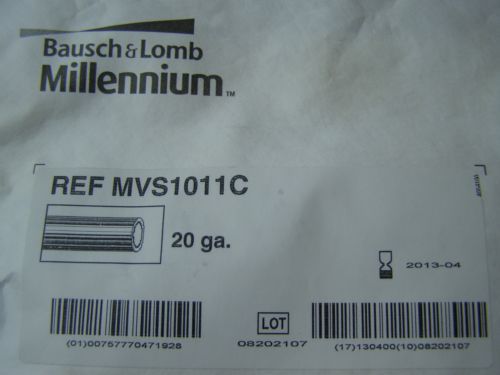 Bausch & Lomb
Millennium™
REF MVS1011C
20 ga.
2013-04
LOT
08202107
(01)00757770471928
(17)130400(10)08202107